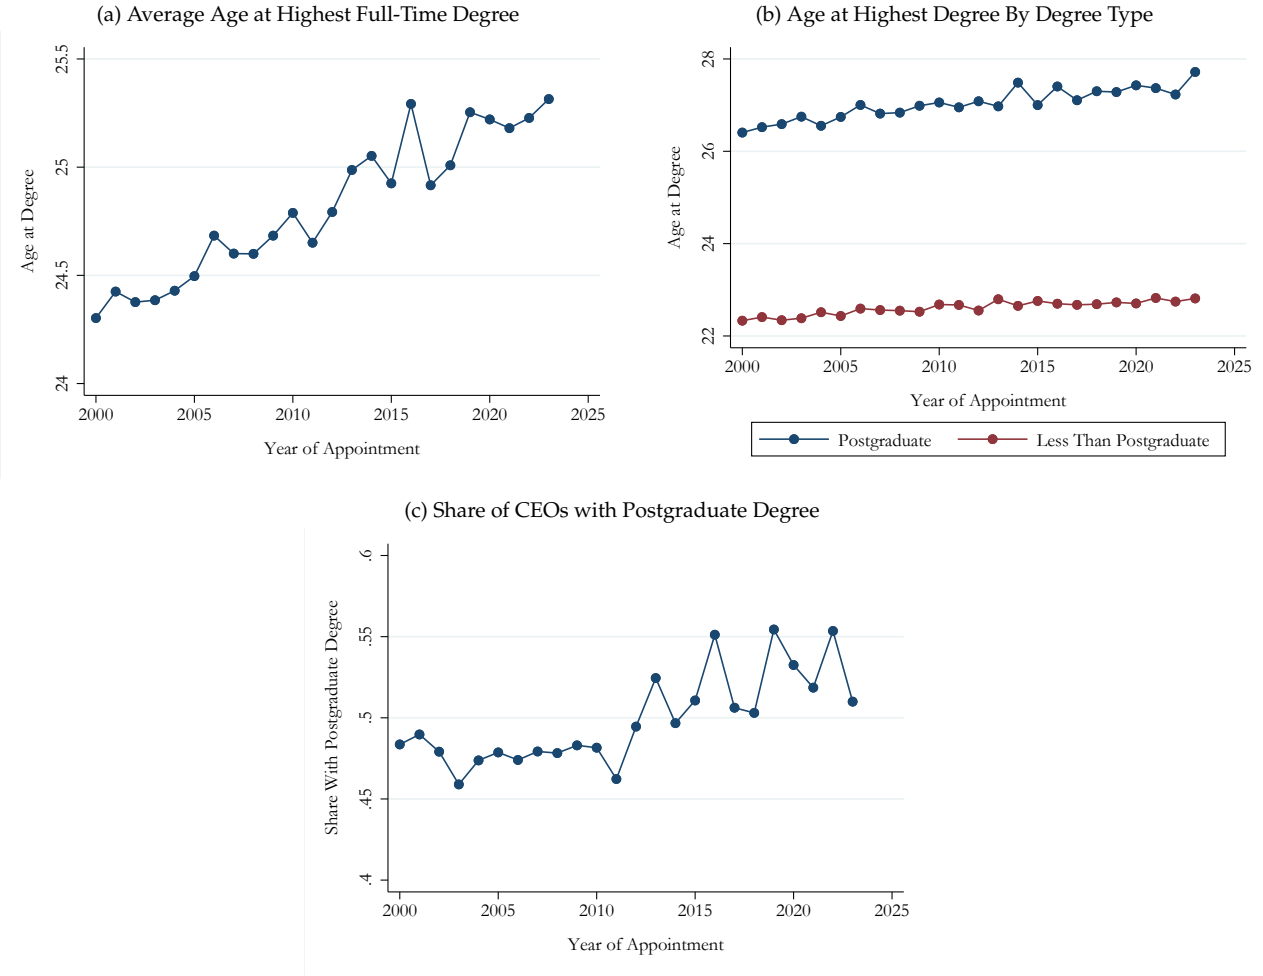 (a) Average Age at Highest Full-Time Degree
25.5
25
24.5
24
Age at Degree
2000 2005 2010 2015 2020 2025
Year of Appointment
(b) Age at Highest Degree By Degree Type
28
26
24
22
Age at Degree
2000 2005 2010 2015 2020 2025
Year of Appointment
Postgraduate Less Than Postgraduate
(c) Share of CEOs with Postgraduate Degree
.6
.55
.5
.45
.4
Share With Postgraduate Degree
2000 2005 2010 2015 2020 2025
Year of Appointment